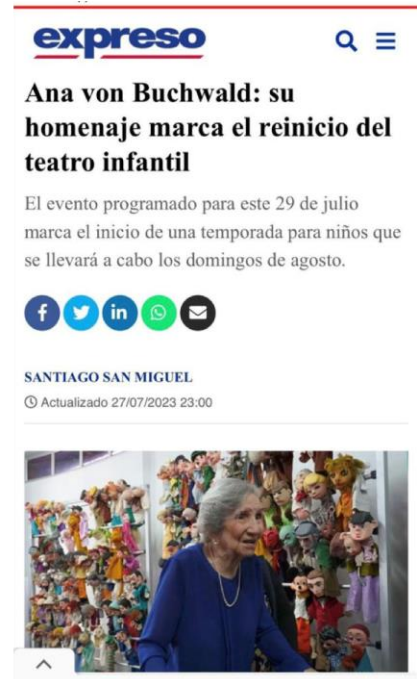 expreso
Ana von Buchwald: su
homenaje marca el reinicio del
teatro infantil
El evento programado para este 29 de julio
marca el inicio de una temporada para niños que
se llevará a cabo los domingos de agosto.
SANTIAGO SAN MIGUEL
Actualizado 27/07/2023 23:00